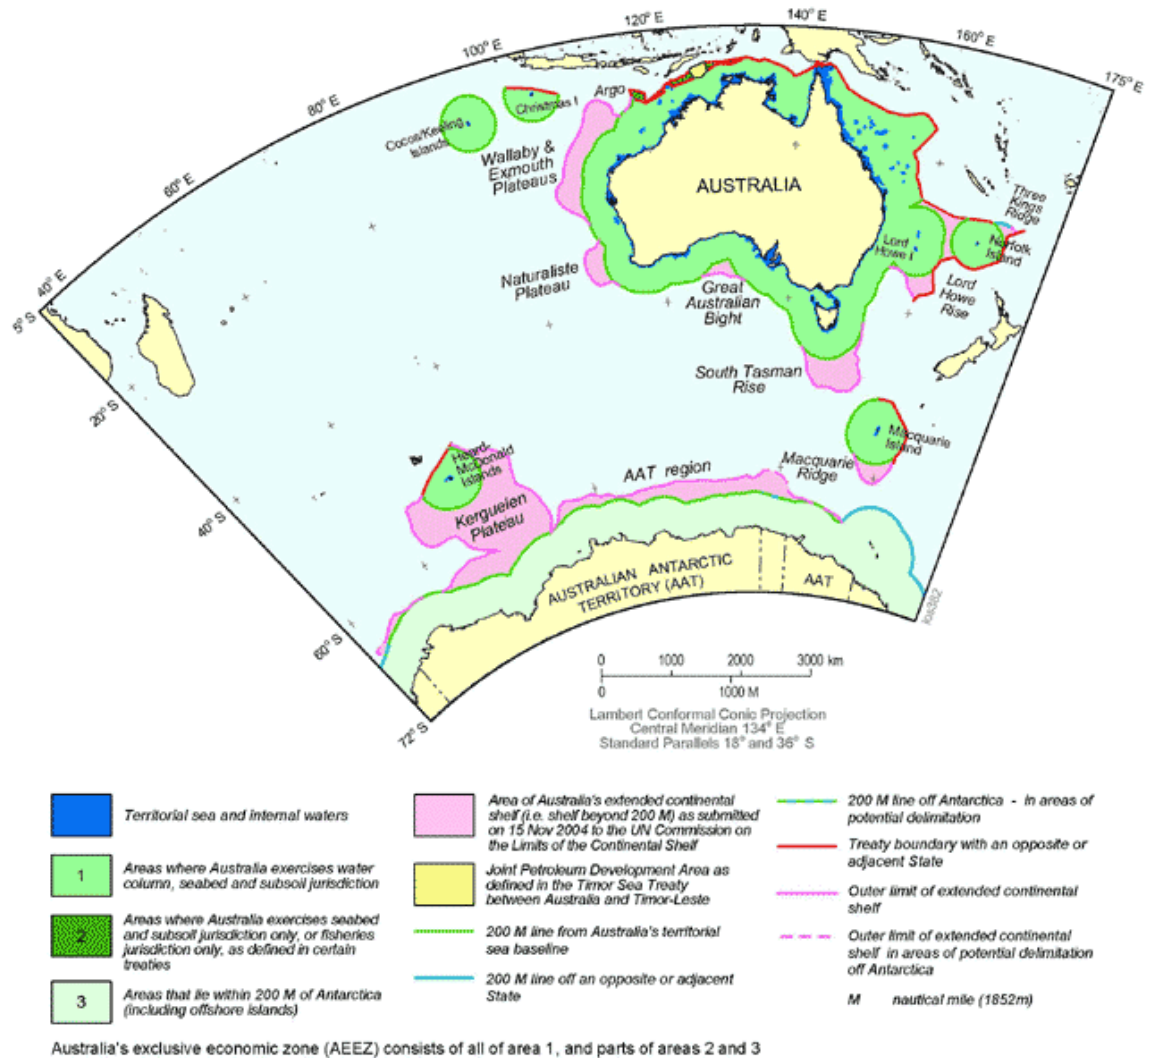 120° E
140° E
100° E
160° E
175° E
80° E
60° E
40° E
5° S
20° S
40° S
60° S
72° S
Argo
Christmas I
Cocos/Keeling
Islands
Wallaby &
Exmouth
Plateaus
AUSTRALIA
Three
Kings
Ridge
Lord
Howe I
Norfolk
Island
Naturaliste
Plateau
Great
Australian
Bight
Lord
Howe
Rise
South Tasman
Rise
Macquarie
Island
Macquarie
Ridge
Heard-
McDonald
Islands
AAT region
Kerguelen
Plateau
AUSTRALIAN ANTARCTIC
TERRITORY (AAT)
AAT
0 1000 2000 3000 km
0 1000 M
Lambert Conformal Conic Projection
Central Meridian 134° E
Standard Parallels 18° and 36° S
Territorial sea and internal waters
1
Areas where Australia exercises water
column, seabed and subsoil jurisdiction
2
Areas where Australia exercises seabed
and subsoil jurisdiction only, or fisheries
jurisdiction only, as defined in certain
treaties
3
Areas that lie within 200 M of Antarctica
(including offshore islands)
Area of Australia's extended continental
shelf (i.e. shelf beyond 200 M) as submitted
on 15 Nov 2004 to the UN Commission on
the Limits of the Continental Shelf
Joint Petroleum Development Area as
defined in the Timor Sea Treaty
between Australia and Timor-Leste
200 M line from Australia's territorial
sea baseline
200 M line off an opposite or adjacent
State
200 M line off Antarctica - in areas of
potential delimitation
Treaty boundary with an opposite or
adjacent State
Outer limit of extended continental
shelf
Outer limit of extended continental
shelf in areas of potential delimitation
off Antarctica
M nautical mile (1852m)
Australia's exclusive economic zone (AEEZ) consists of all of area 1, and parts of areas 2 and 3